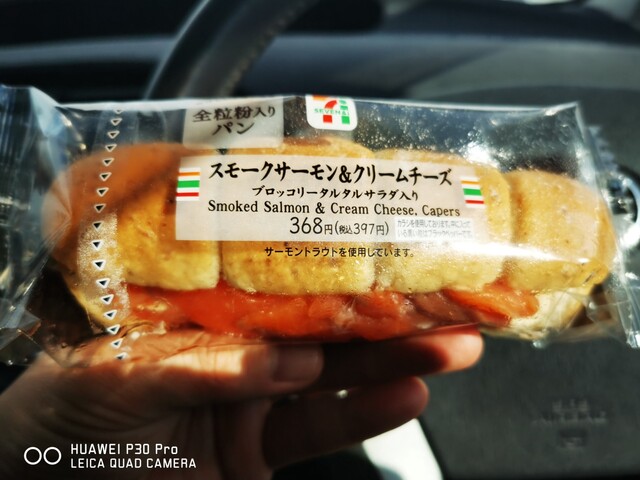 全粒粉入り
パン
SEVEN & i
スモークサーモン&クリームチーズ
ブロッコリータルタルサラダ入り
Smoked Salmon & Cream Cheese, Capers
368円(税込397円)
サーモントラウトを使用しています。
HUAWEI P30 Pro
LEICA QUAD CAMERA